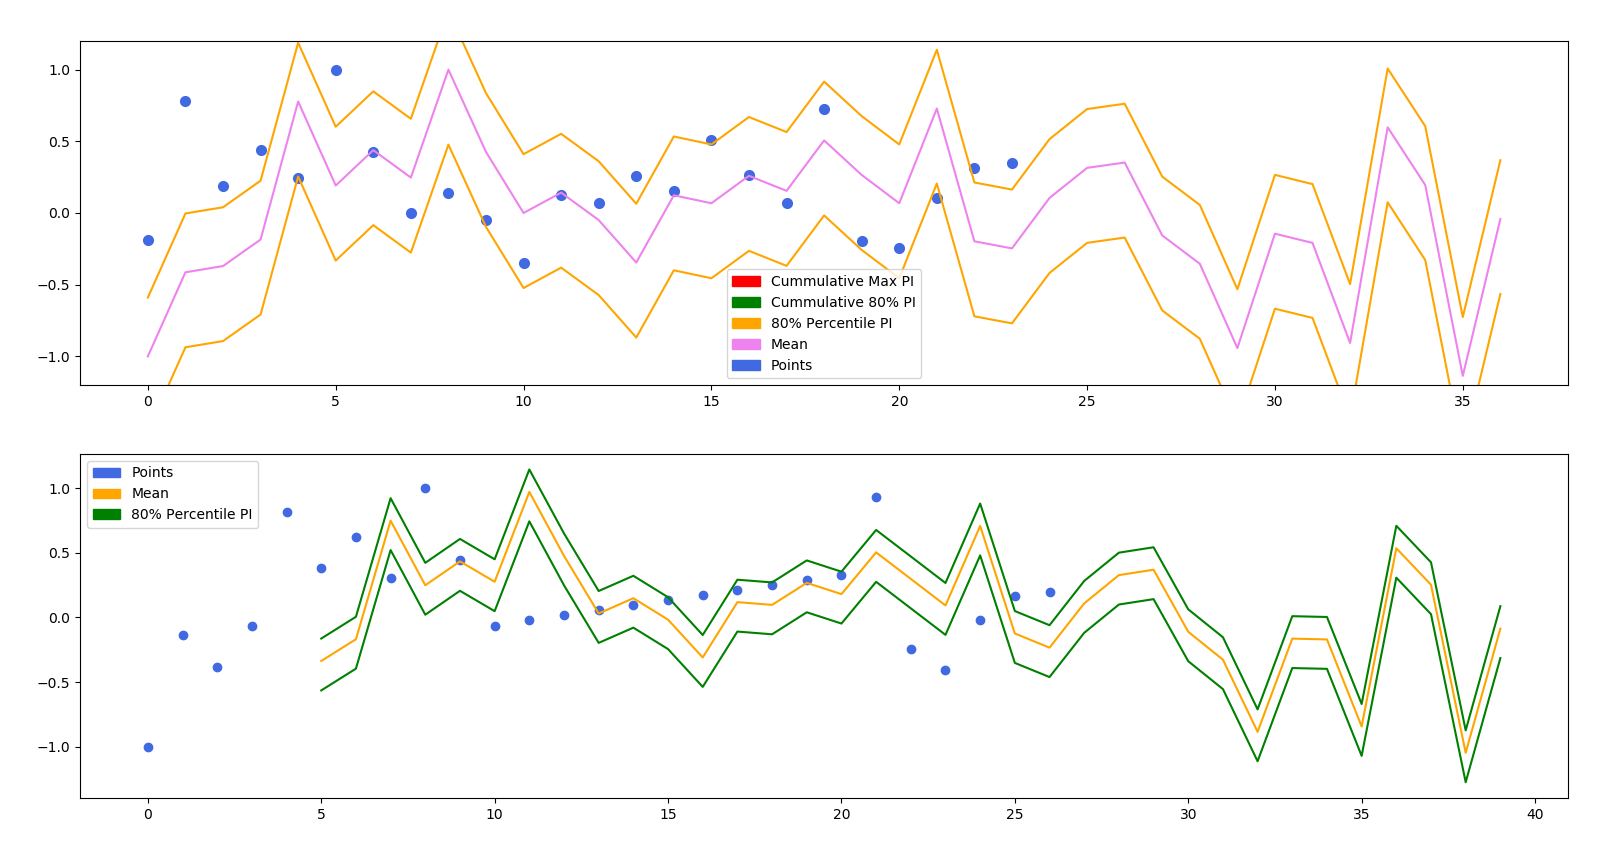 1.0
0.5
0.0
−0.5
−1.0
Cummulative Max PI
Cummulative 80% PI
80% Percentile PI
Mean
Points
0 5 10 15 20 25 30 35
Points
Mean
80% Percentile PI
1.0
0.5
0.0
−0.5
−1.0
0 5 10 15 20 25 30 35 40